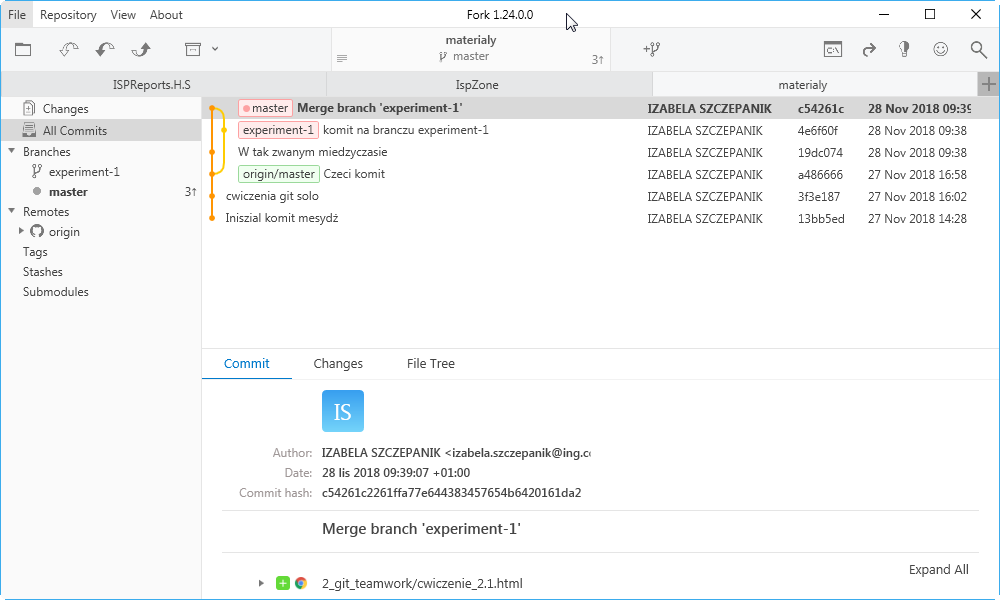 File Repository View About Fork 1.24.0.0
materialy
master
3↑
ISPReports.H.S IspZone materialy
Changes
All Commits
Branches
experiment-1
master 3↑
Remotes
origin
Tags
Stashes
Submodules
master Merge branch 'experiment-1' IZABELA SZCZEPANIK c54261c 28 Nov 2018 09:39
experiment-1 komit na branczu experiment-1 IZABELA SZCZEPANIK 4e6f60f 28 Nov 2018 09:38
W tak zwanym miedzyczasie IZABELA SZCZEPANIK 19dc074 28 Nov 2018 09:38
origin/master Czeci komit IZABELA SZCZEPANIK a486666 27 Nov 2018 16:58
cwiczenia git solo IZABELA SZCZEPANIK 3f3e187 27 Nov 2018 16:02
Iniszial komit mesydż IZABELA SZCZEPANIK 13bb5ed 27 Nov 2018 14:28
Commit Changes File Tree
IS
Author: IZABELA SZCZEPANIK <izabela.szczepanik@ing.c
Date: 28 lis 2018 09:39:07 +01:00
Commit hash: c54261c2261ffa77e644383457654b6420161da2
Merge branch 'experiment-1'
Expand All
2_git_teamwork/cwiczenie_2.1.html